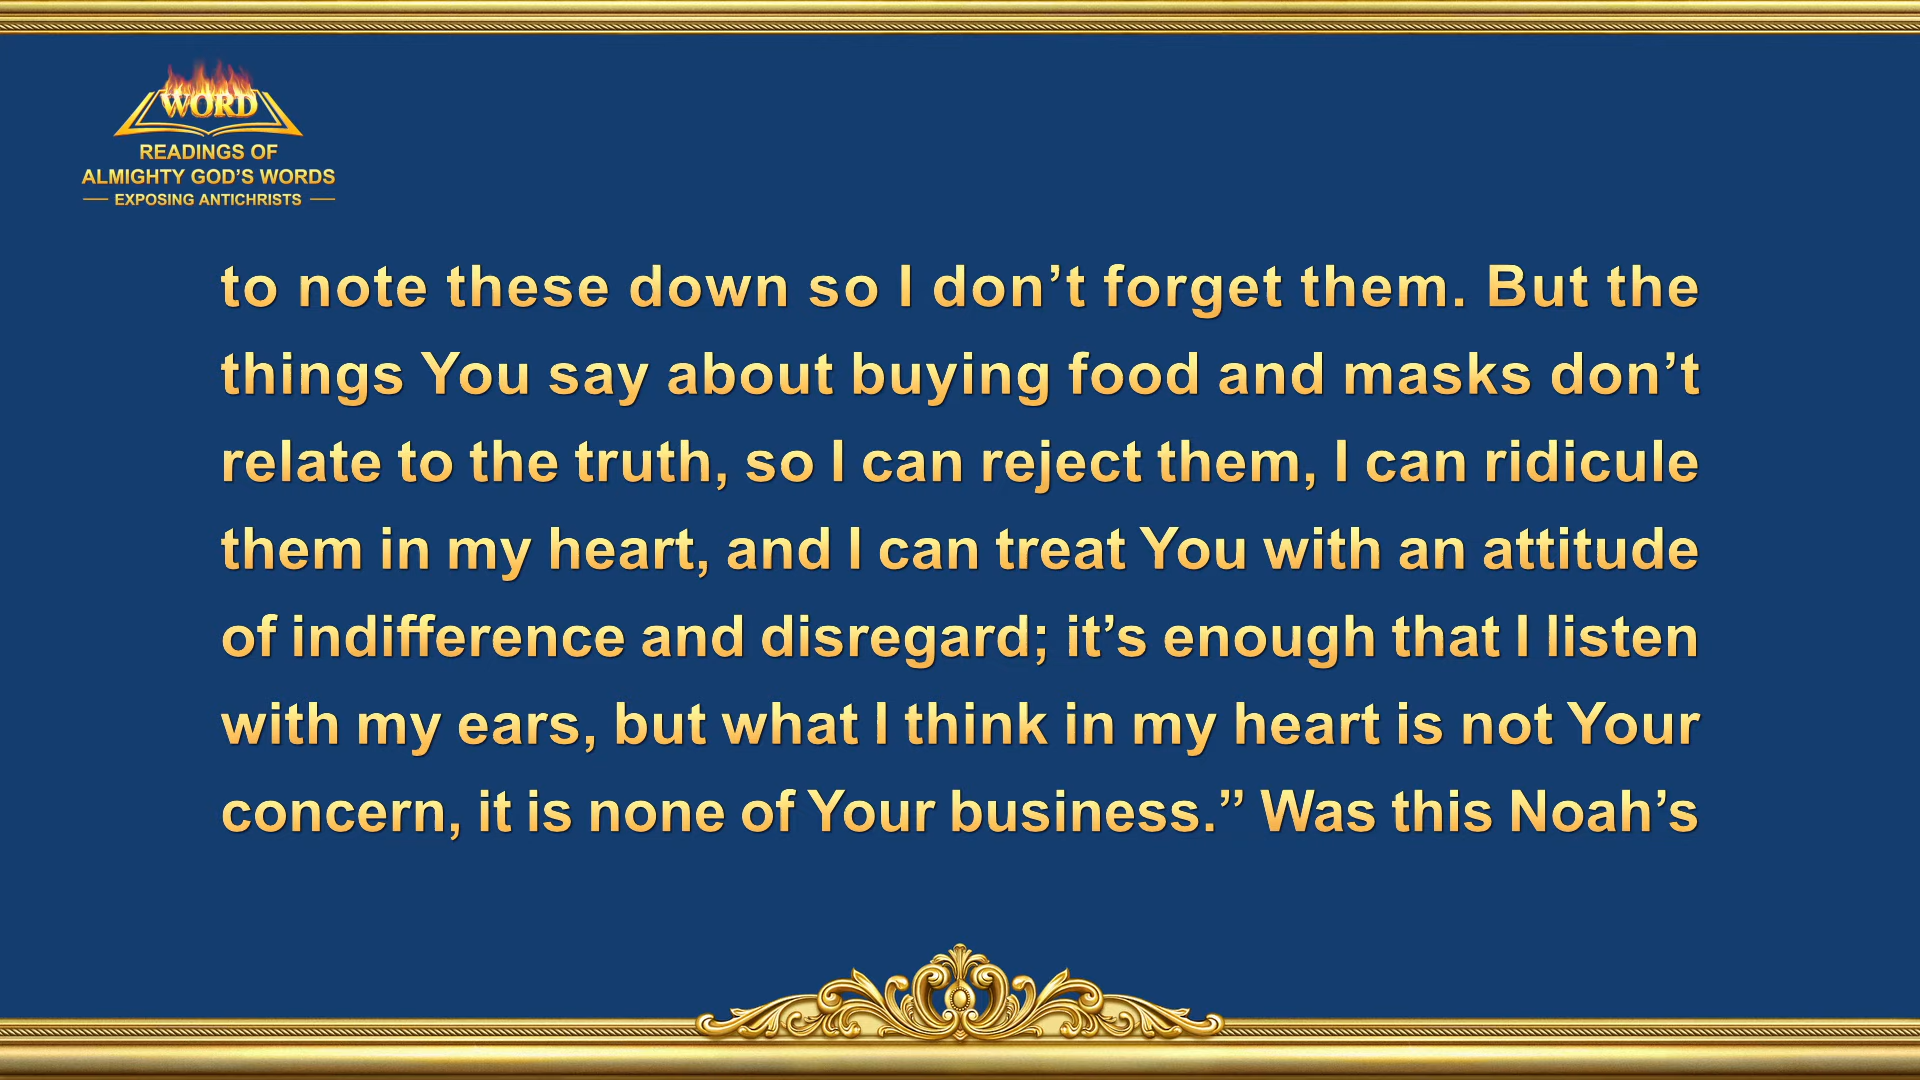 WORD
READINGS OF
ALMIGHTY GOD’S WORDS
EXPOSING ANTICHRISTS
to note these down so I don’t forget them. But the
things You say about buying food and masks don’t
relate to the truth, so I can reject them, I can ridicule
them in my heart, and I can treat You with an attitude
of indifference and disregard; it’s enough that I listen
with my ears, but what I think in my heart is not Your
concern, it is none of Your business.” Was this Noah’s